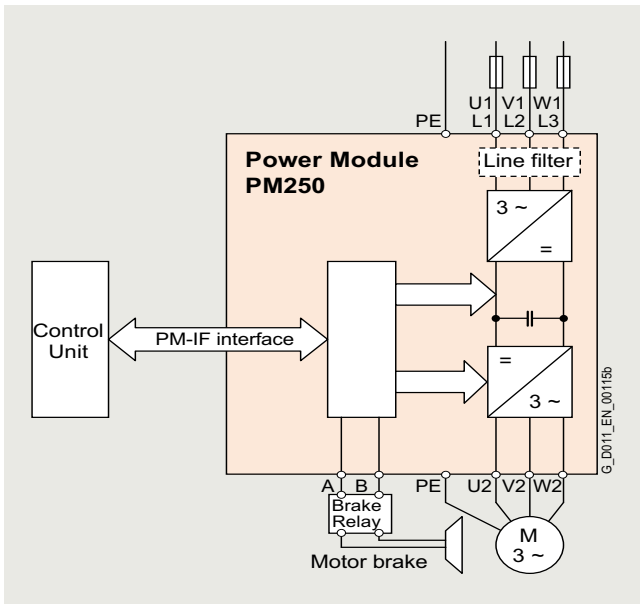 U1 V1 W1
PE L1 L2 L3
Power Module
PM250
Line filter
3 ~
=
Control
Unit
PM-IF interface
=
3 ~
G_D011_EN_00115b
A B PE U2 V2 W2
Brake
Relay
Motor brake
M
3 ~